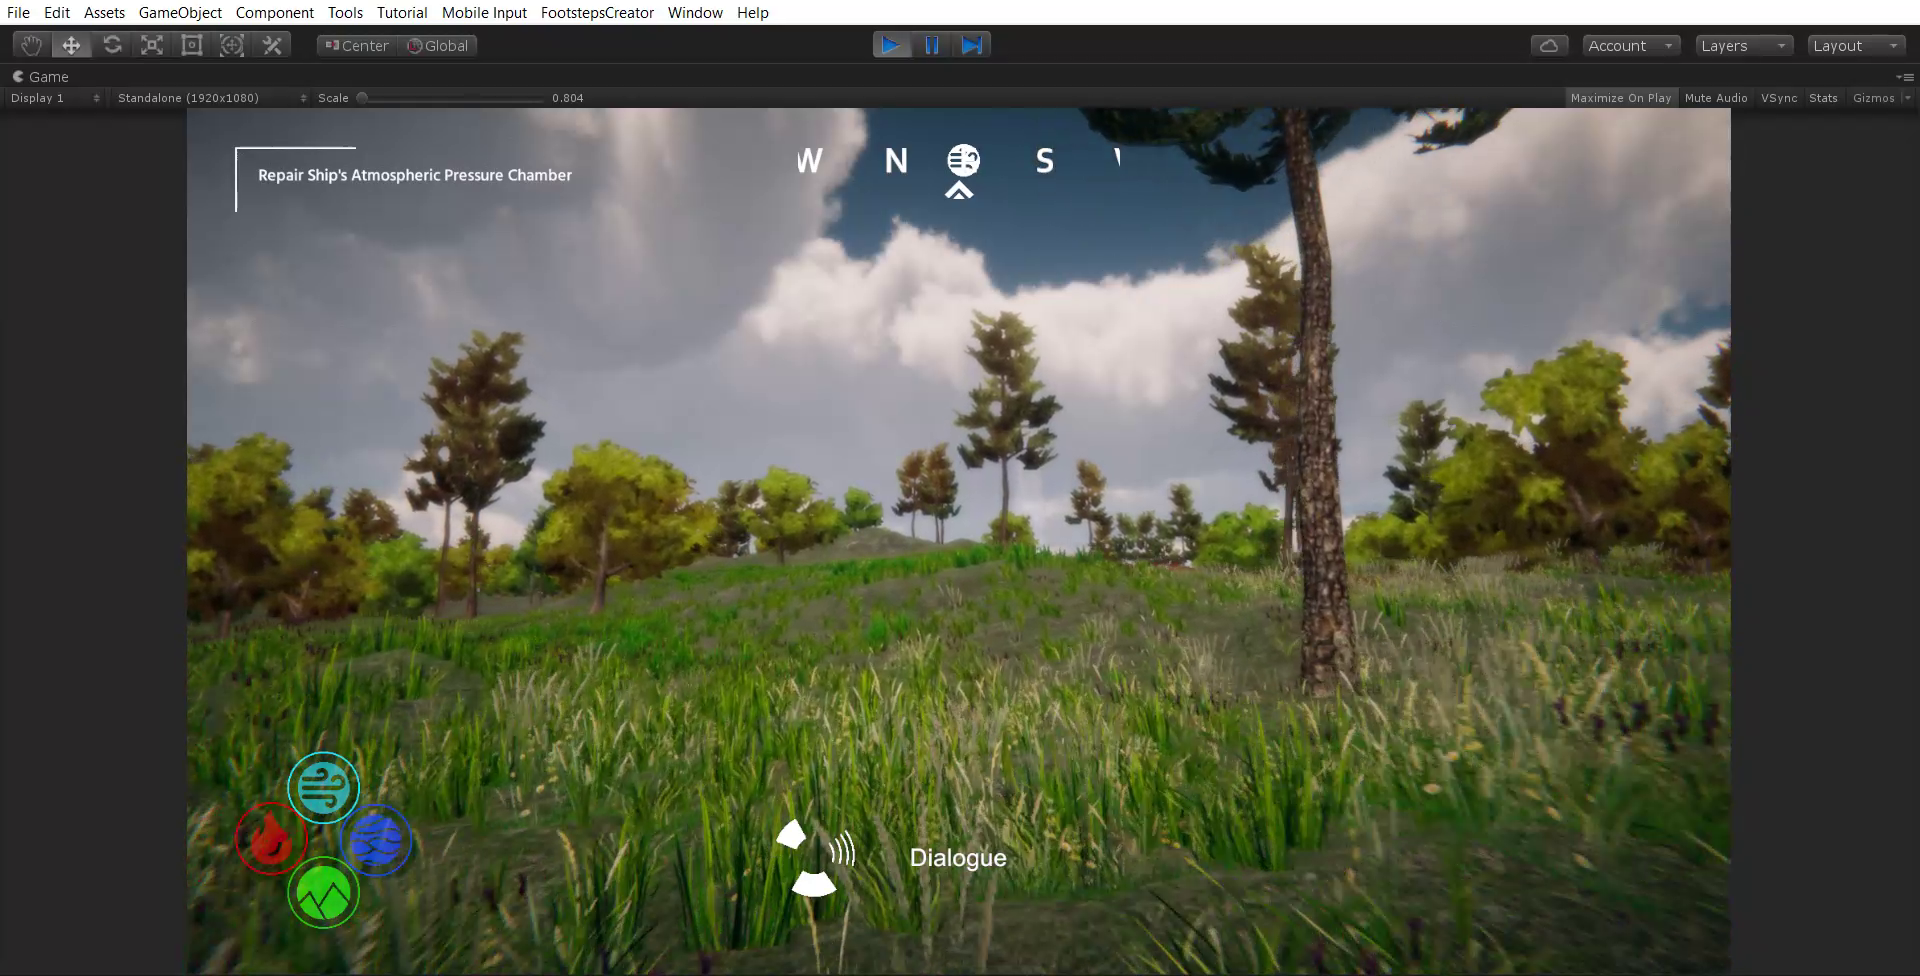 File Edit Assets GameObject Component Tools Tutorial Mobile Input FootstepsCreator Window Help
Center Global Account Layers Layout
Game
Display 1 Standalone (1920x1080) Scale 0.804 Maximize On Play Mute Audio VSync Stats Gizmos
W N S
Repair Ship's Atmospheric Pressure Chamber
Dialogue